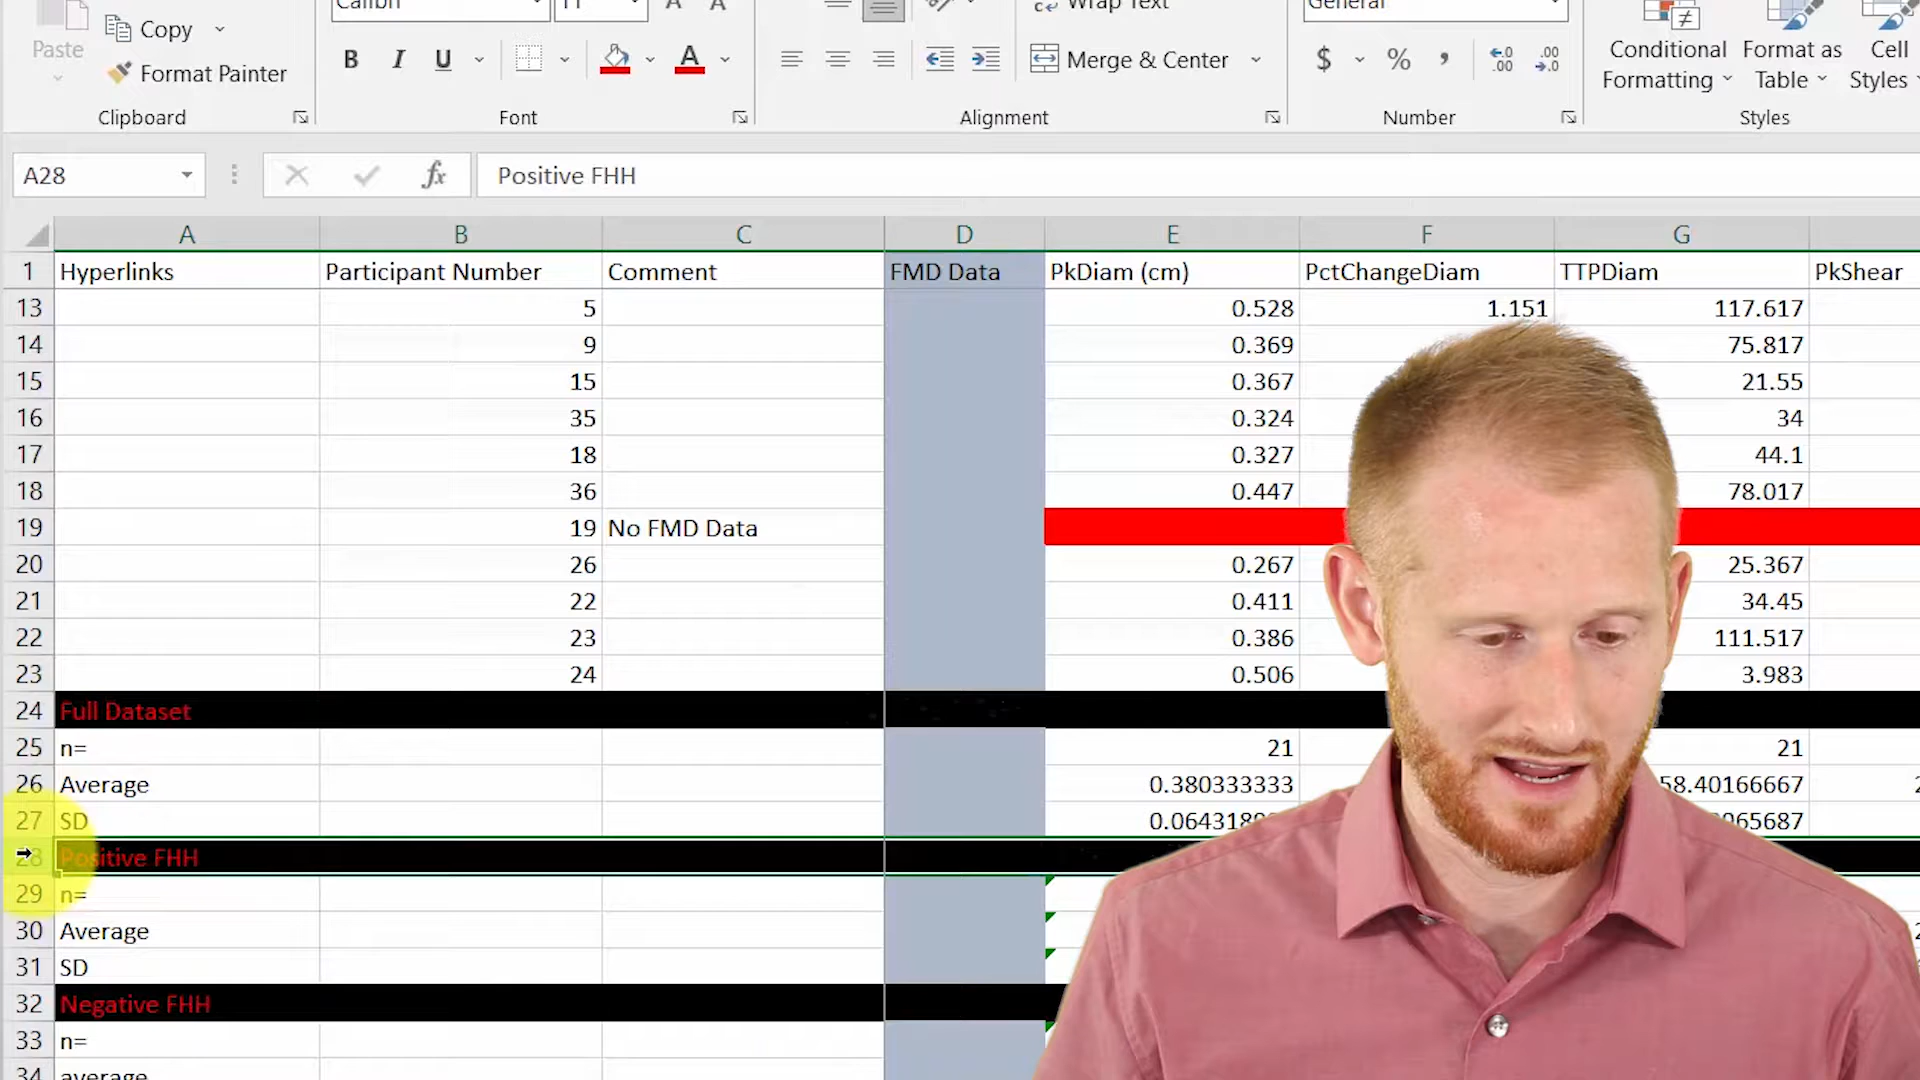 Calibri 11 Wrap Text General
Paste Copy
Format Painter
B I U A Merge & Center $ % , Conditional Formatting Format as Table Cell Styles
Clipboard Font Alignment Number Styles
A28 fx Positive FHH
A B C D E F G
1 Hyperlinks Participant Number Comment FMD Data PkDiam (cm) PctChangeDiam TTPDiam PkShear
13 5 0.528 1.151 117.617
14 9 0.369 75.817
15 15 0.367 21.55
16 35 0.324 34
17 18 0.327 44.1
18 36 0.447 78.017
19 19 No FMD Data
20 26 0.267 25.367
21 22 0.411 34.45
22 23 0.386 111.517
23 24 0.506 3.983
24 Full Dataset
25 n= 21 21
26 Average 0.380333333 58.40166667
27 SD
28 Positive FHH
29 n=
30 Average
31 SD
32 Negative FHH
33 n=
34 average